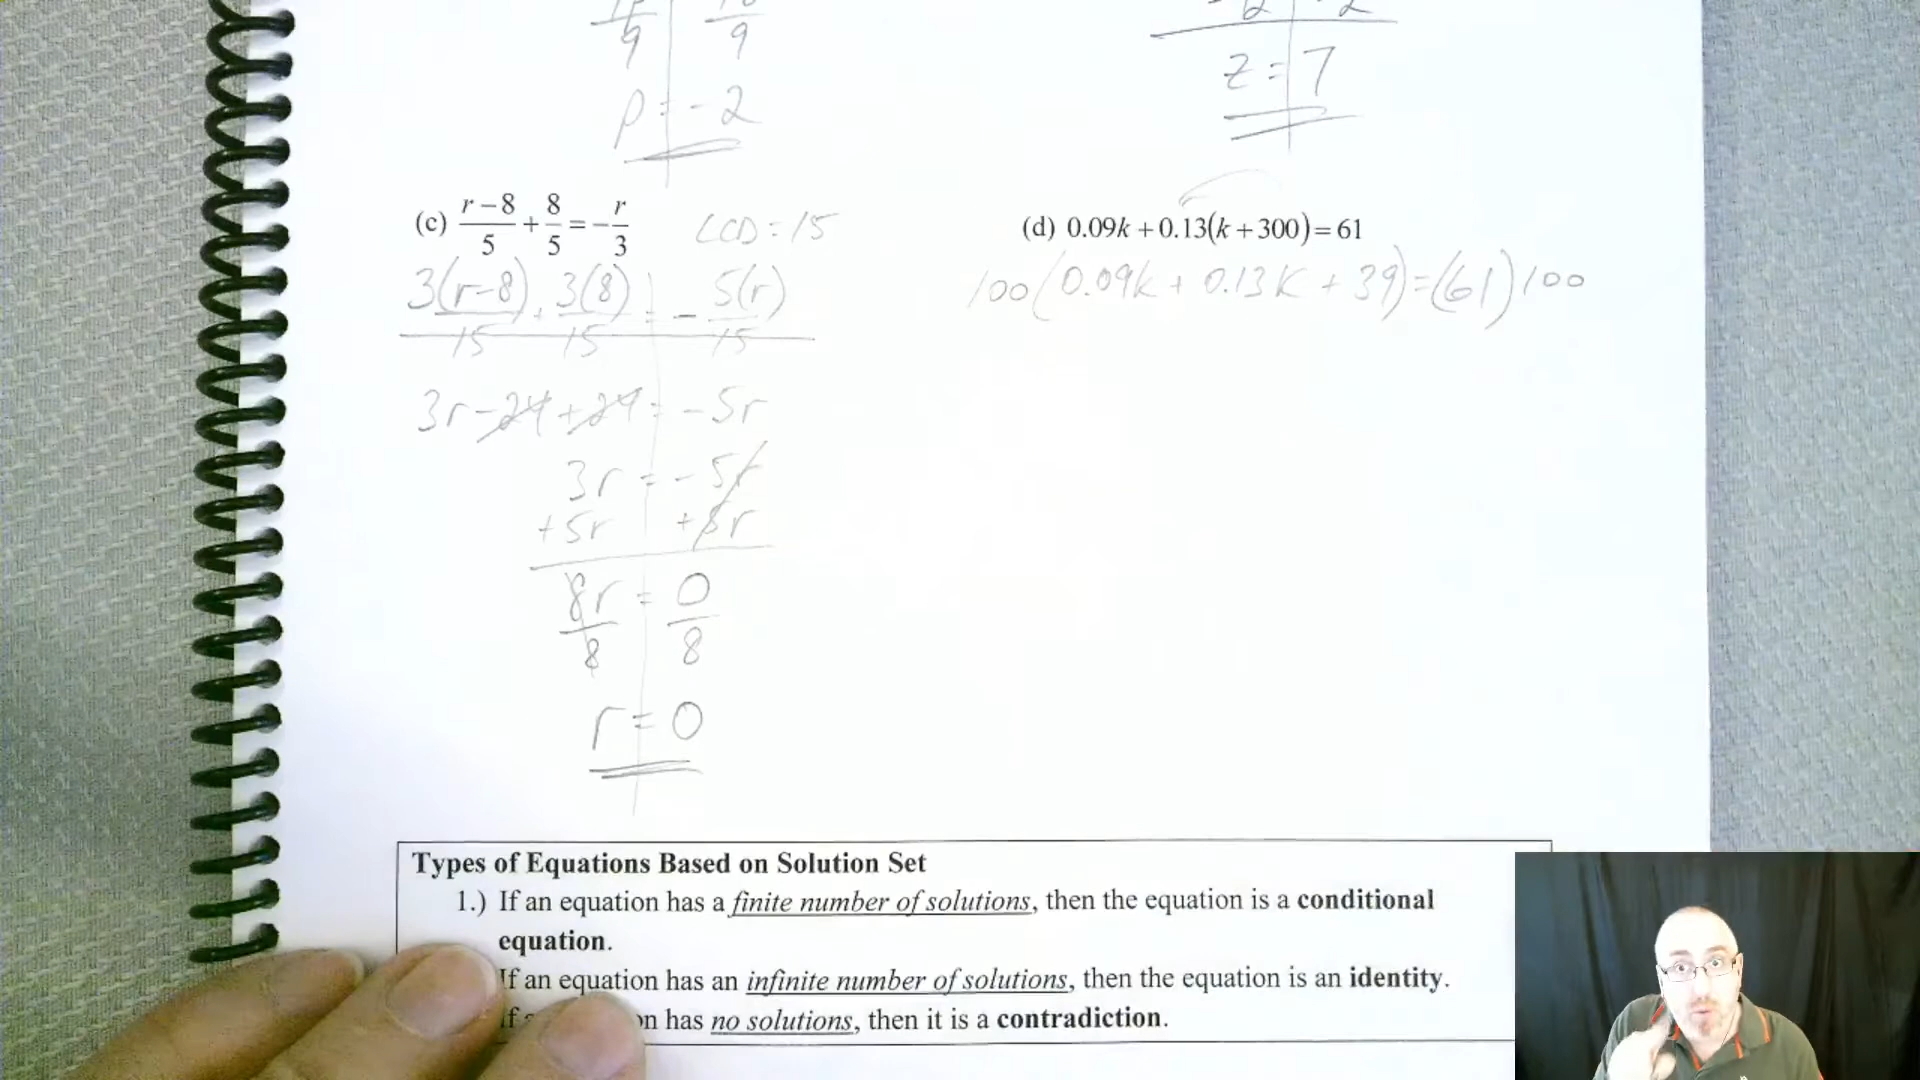 9 9
p = -2
z = 7
(c) r-8/5 + 8/5 = -r/3 LCD = 15
3(r-8)/15 + 3(8)/15 = -5(r)/15
3r-24+24 = -5r
3r = -5r
+5r +5r
8r/8 = 0/8
r = 0
(d) 0.09k+0.13(k+300)=61
100(0.09k + 0.13k + 39)=(61)100
Types of Equations Based on Solution Set
1.) If an equation has a finite number of solutions, then the equation is a conditional
equation.
If an equation has an infinite number of solutions, then the equation is an identity.
has no solutions, then it is a contradiction.